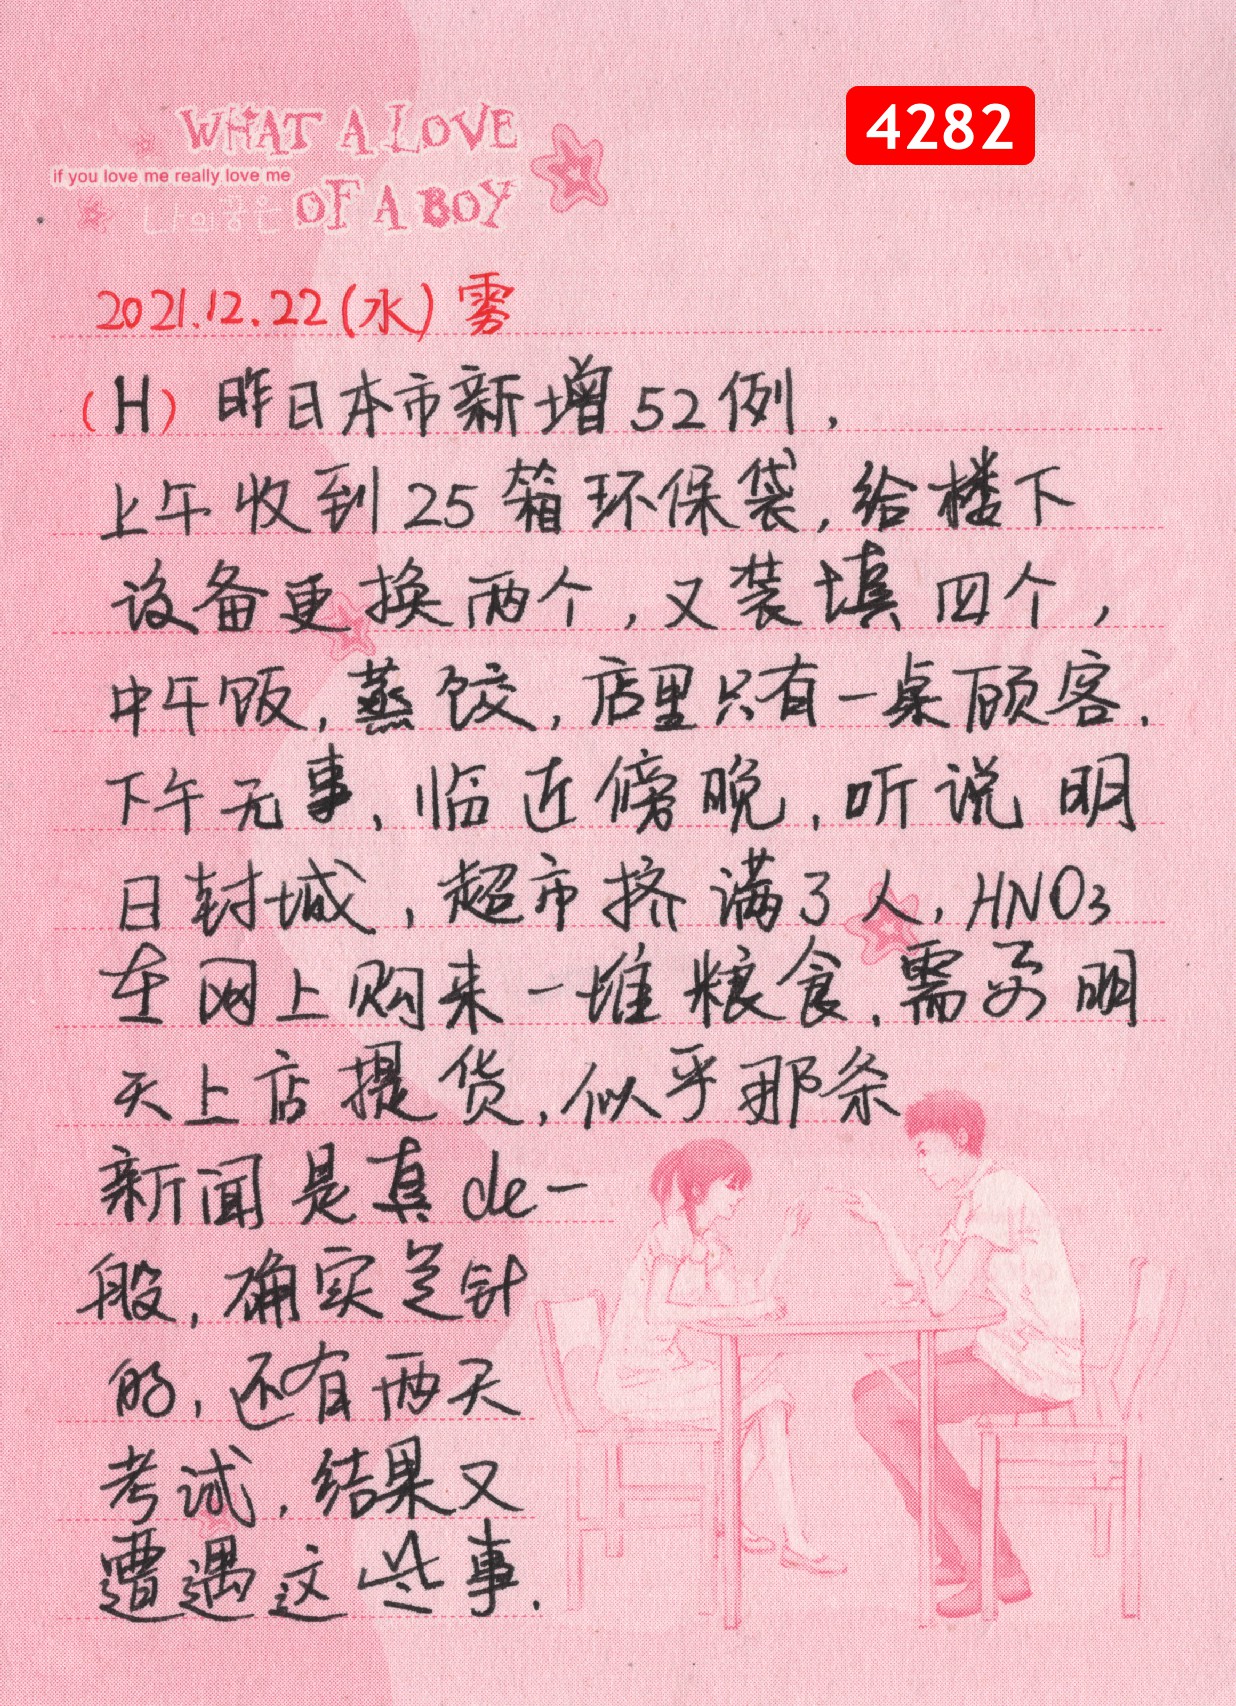 4282
WHAT A LOVE
if you love me really love me
나의꿈은 OF A BOY
2021.12.22(水) 雾
(H) 昨日本市新增52例,
上午收到25箱环保袋,给楼下
设备更换两个,又装填四个,
中午饭,蒸饺,店里只有一桌顾客.
下午无事,临近傍晚,听说明
日封城,超市挤满了人,HNO3
在网上购来一堆粮食,需要明
天上店提货,似乎那条
新闻是真de一
般,确实是针
的,还有两天
考试,结果又
遭遇这些事.